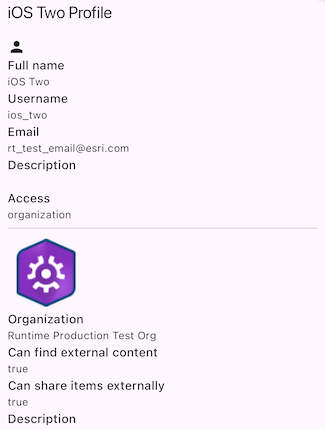 iOS Two Profile
Full name
iOS Two
Username
ios_two
Email
rt_test_email@esri.com
Description
Access
organization
Organization
Runtime Production Test Org
Can find external content
true
Can share items externally
true
Description